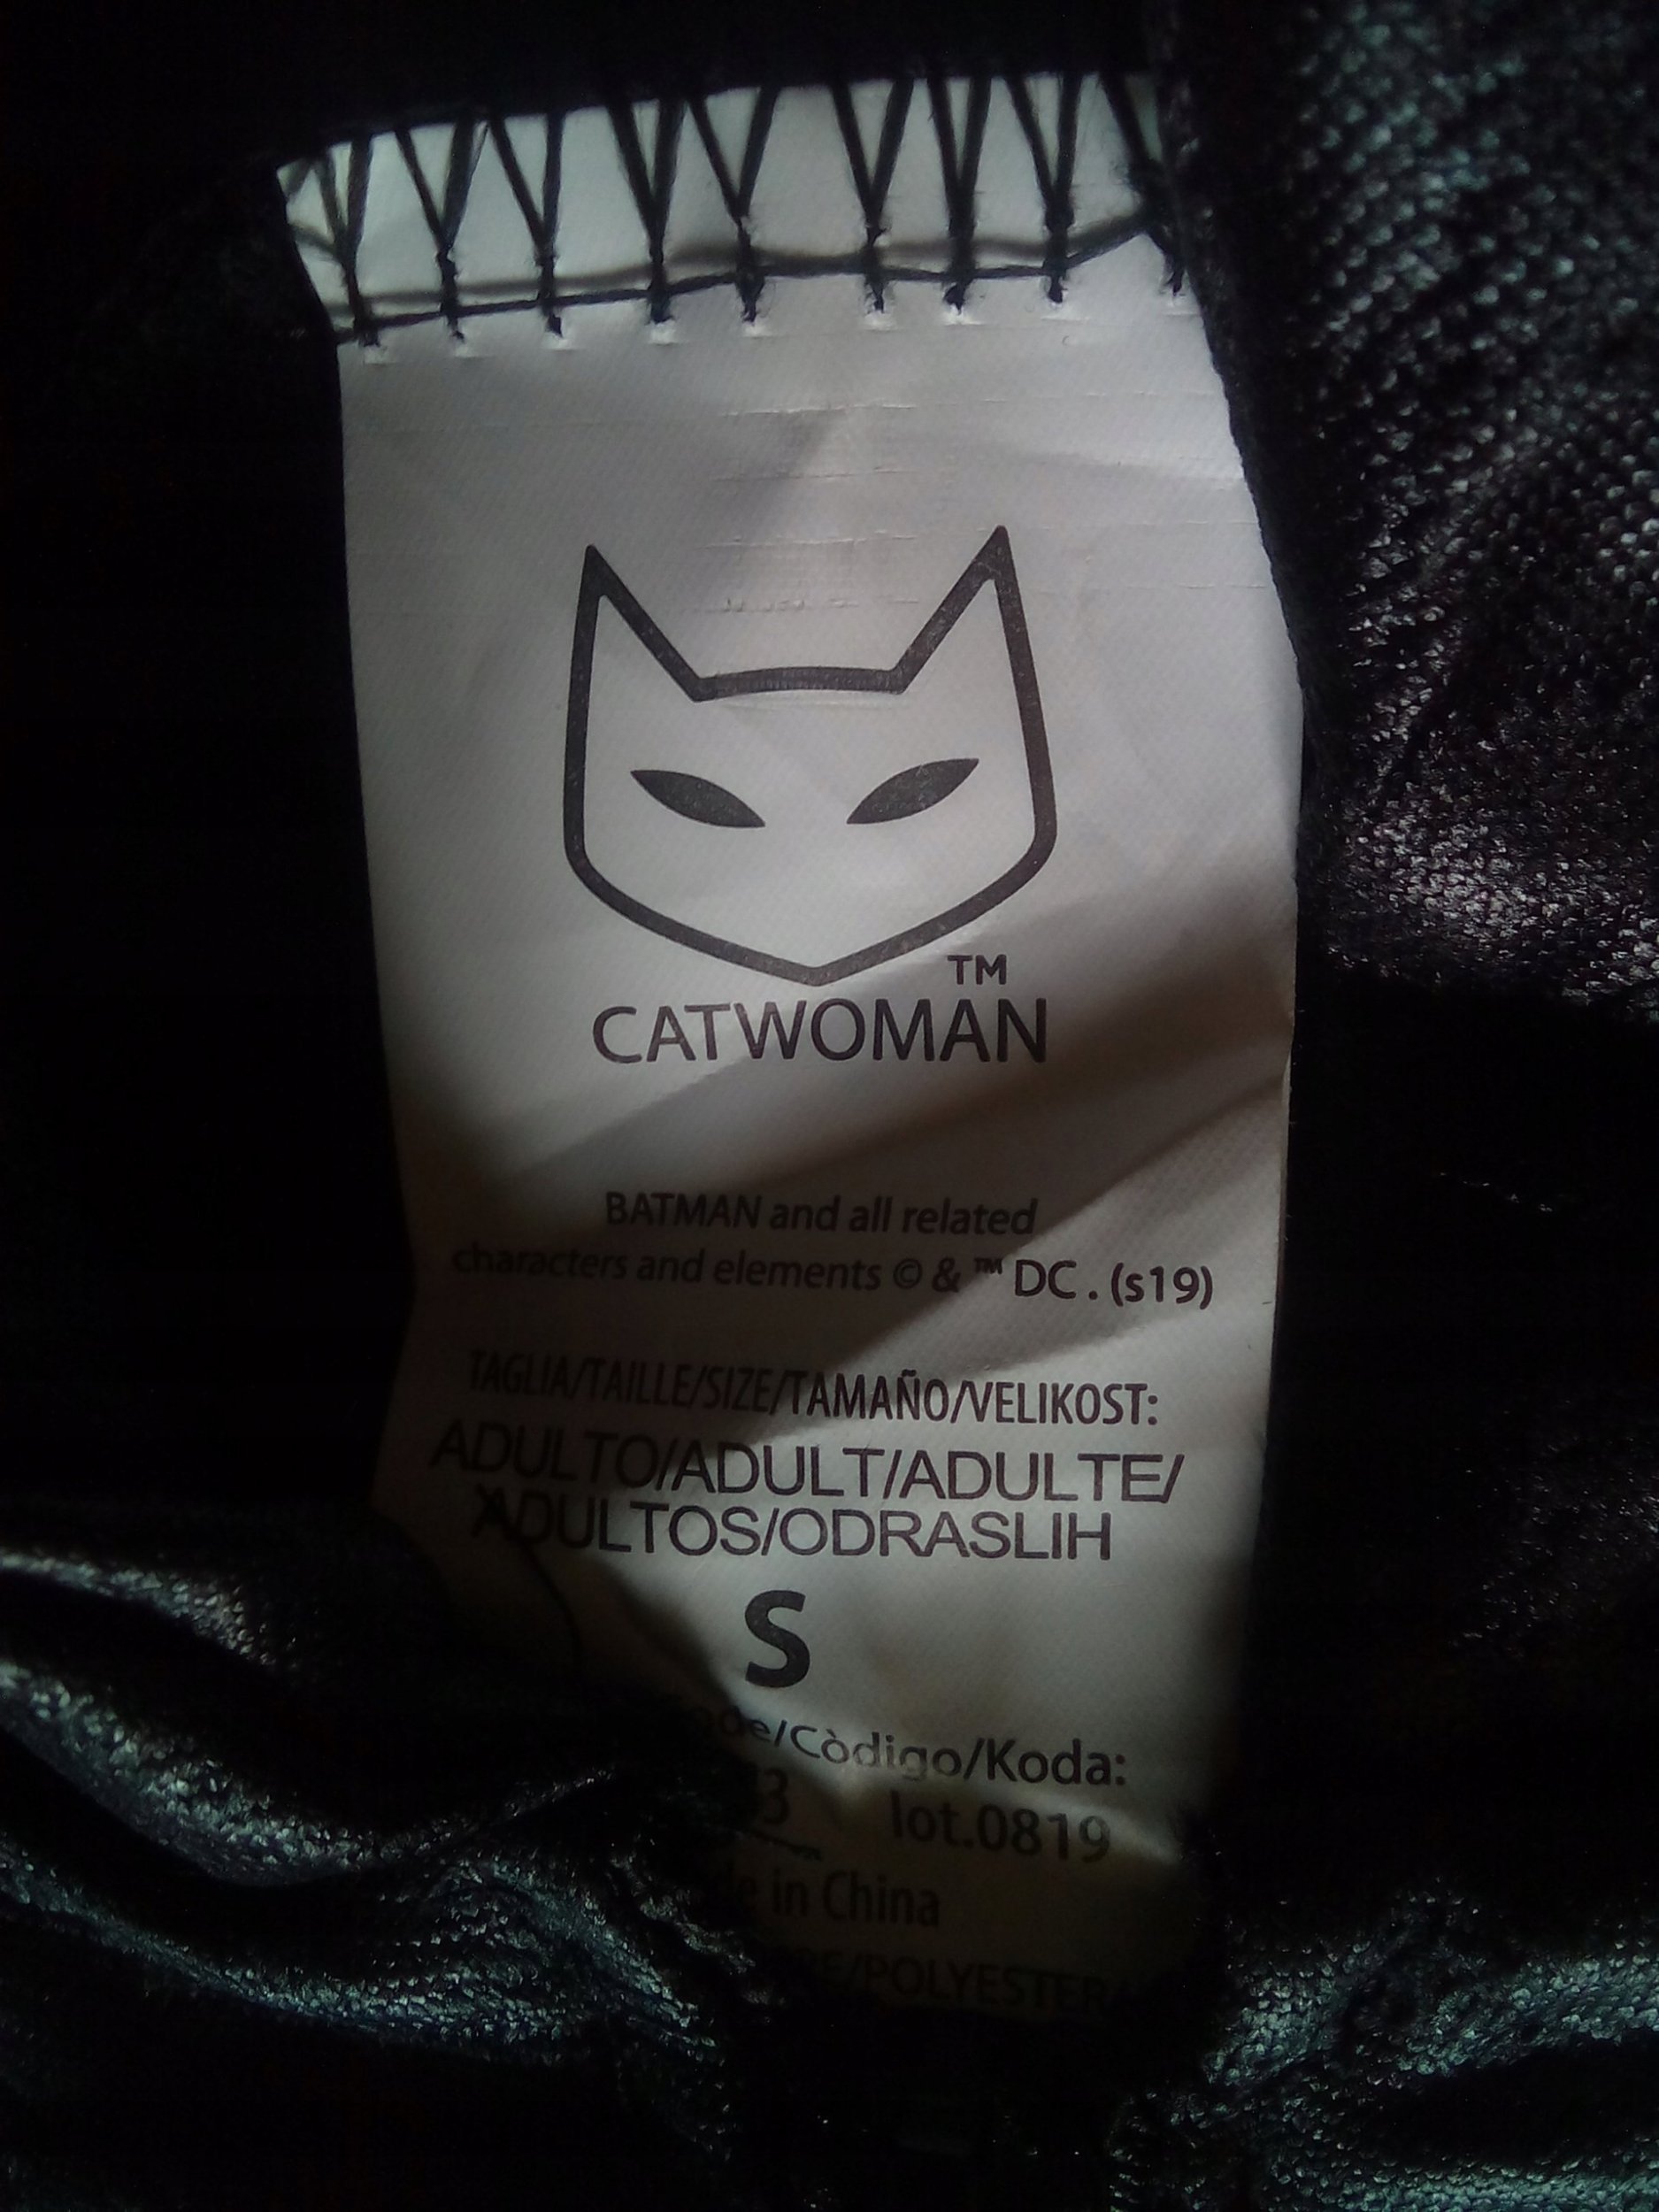 TM
CATWOMAN
BATMAN and all related
characters and elements © & ™ DC. (s19)
TAGLIA/TAILLE/SIZE/TAMAÑO/VELIKOST:
ADULTO/ADULT/ADULTE/
ADULTOS/ODRASLIH
S
/Còdigo/Koda:
lot.0819
in China